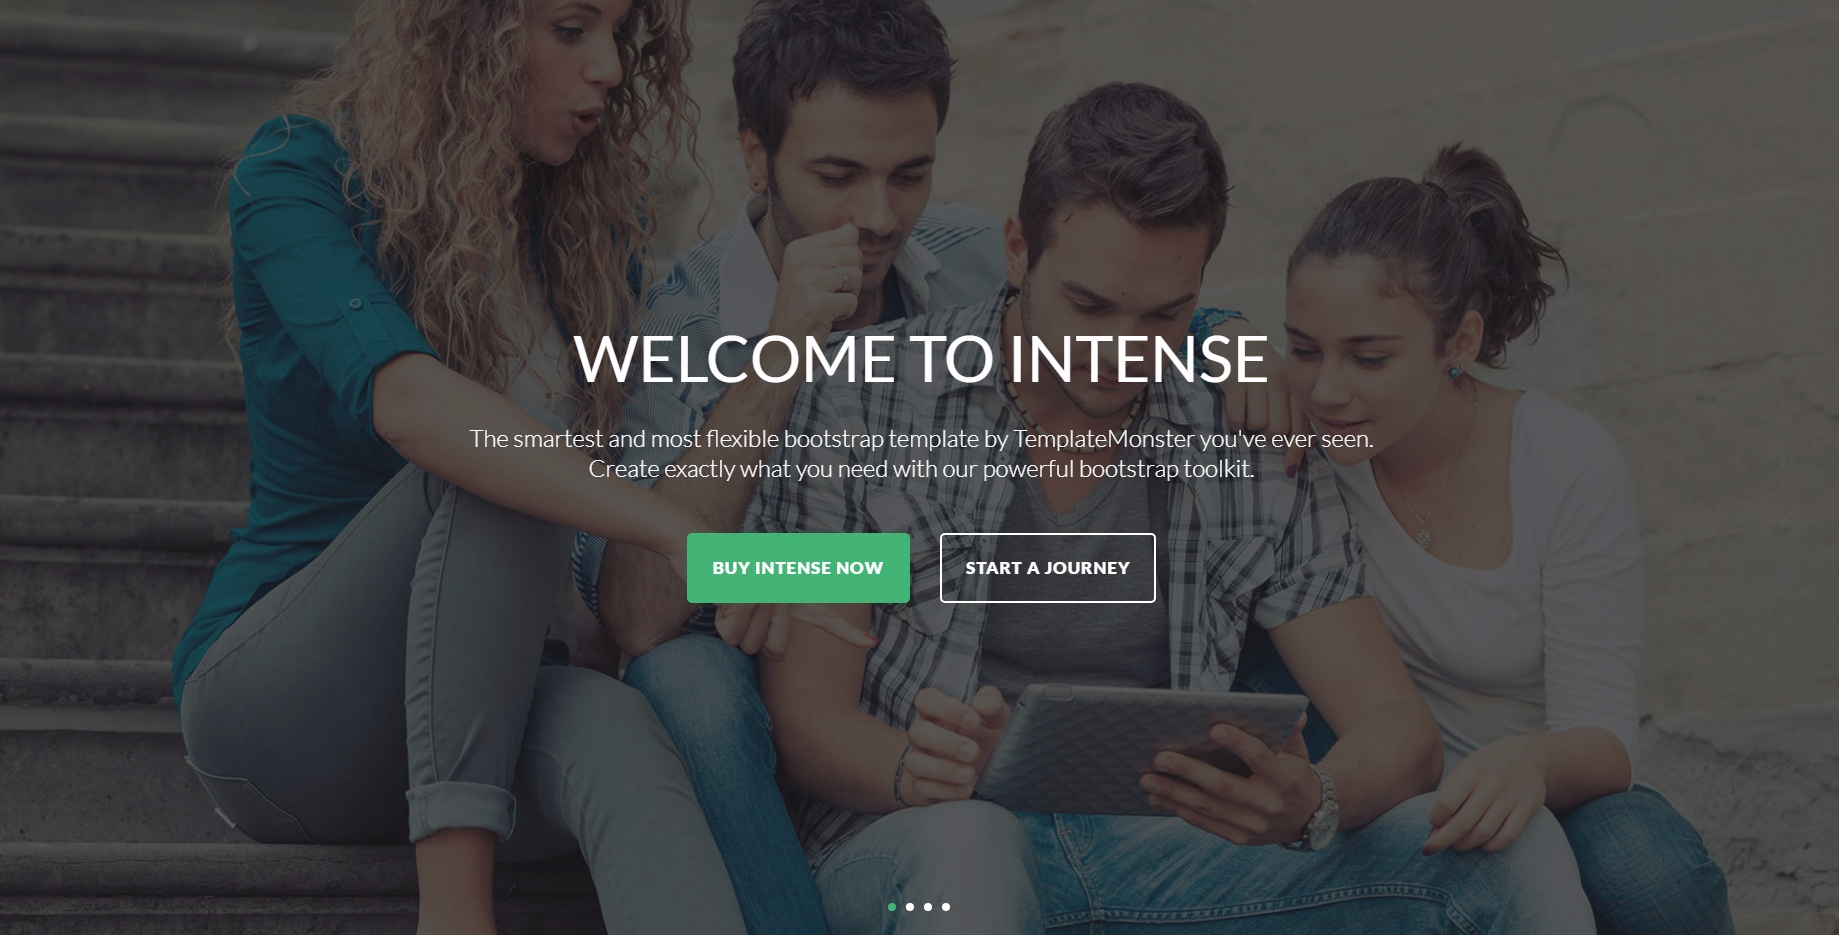 WELCOME TO INTENSE
The smartest and most flexible bootstrap template by TemplateMonster you've ever seen.
Create exactly what you need with our powerful bootstrap toolkit.
BUY INTENSE NOW
START A JOURNEY